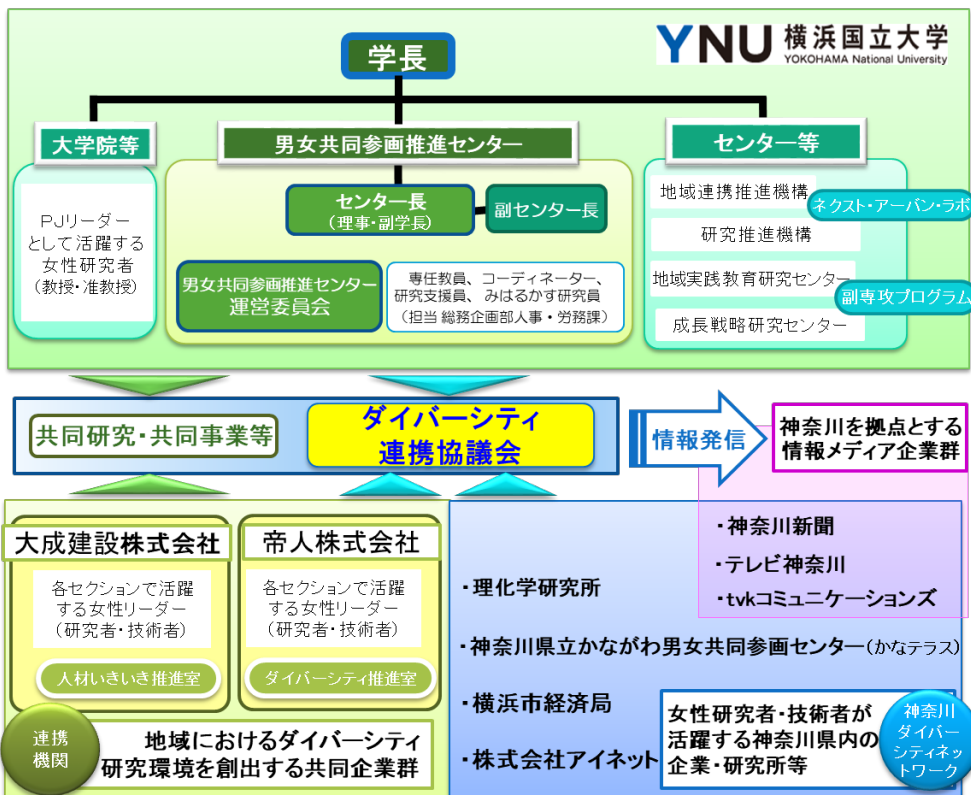 学長
YNU 横浜国立大学
YOKOHAMA National University
大学院等
男女共同参画推進センター
センター等
PJリーダー
として活躍する
女性研究者
(教授・准教授)
センター長
(理事・副学長)
副センター長
男女共同参画推進センター
運営委員会
専任教員、コーディネーター、
研究支援員、みはるかす研究員
(担当 総務企画部人事・労務課)
地域連携推進機構
ネクスト・アーバン・ラボ
研究推進機構
地域実践教育研究センター
副専攻プログラム
成長戦略研究センター
共同研究・共同事業等
ダイバーシティ
連携協議会
情報発信
神奈川を拠点とする
情報メディア企業群
・神奈川新聞
・テレビ神奈川
・tvkコミュニケーションズ
大成建設株式会社
各セクションで活躍
する女性リーダー
(研究者・技術者)
人材いきいき推進室
帝人株式会社
各セクションで活躍
する女性リーダー
(研究者・技術者)
ダイバーシティ推進室
連携
機関
地域におけるダイバーシティ
研究環境を創出する共同企業群
・理化学研究所
・神奈川県立かながわ男女共同参画センター(かなテラス)
・横浜市経済局
・株式会社アイネット
女性研究者・技術者が
活躍する神奈川県内の
企業・研究所等
神奈川
ダイバー
シティネッ
トワーク